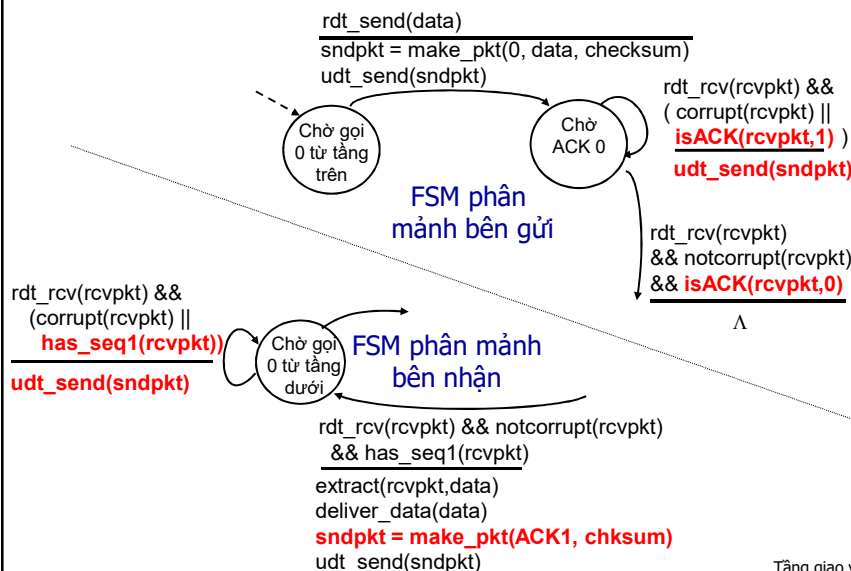 rdt_send(data)
sndpkt = make_pkt(0, data, checksum)
udt_send(sndpkt)
Chờ gọi
0 từ tầng
trên
Chờ
ACK 0
rdt_rcv(rcvpkt) &&
( corrupt(rcvpkt) ||
isACK(rcvpkt,1) )
udt_send(sndpkt)
FSM phân
mảnh bên gửi
rdt_rcv(rcvpkt)
&& notcorrupt(rcvpkt)
&& isACK(rcvpkt,0)
Λ
rdt_rcv(rcvpkt) &&
(corrupt(rcvpkt) ||
has_seq1(rcvpkt))
udt_send(sndpkt)
Chờ gọi
0 từ tầng
dưới
FSM phân mảnh
bên nhận
rdt_rcv(rcvpkt) && notcorrupt(rcvpkt)
&& has_seq1(rcvpkt)
extract(rcvpkt,data)
deliver_data(data)
sndpkt = make_pkt(ACK1, chksum)
udt_send(sndpkt)
Tầng giao